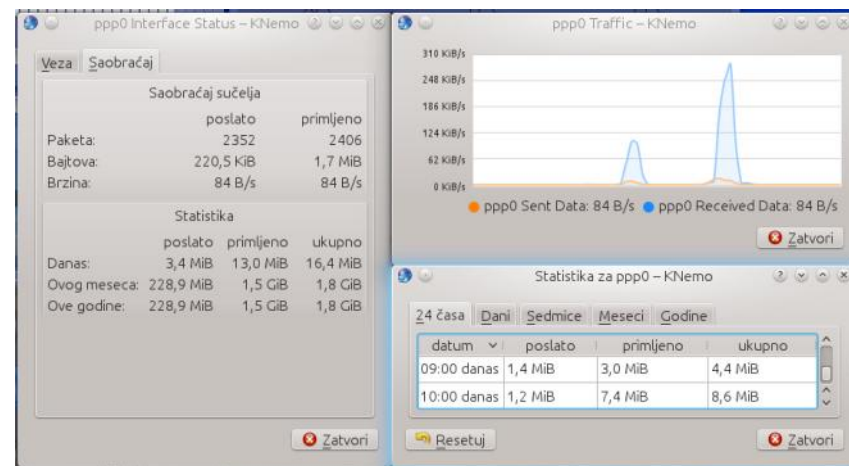 ppp0 Interface Status – KNemo
Veza Saobraćaj
Saobraćaj sučelja
poslato primljeno
Paketa: 2352 2406
Bajtova: 220,5 KiB 1,7 MiB
Brzina: 84 B/s 84 B/s
Statistika
poslato primljeno ukupno
Danas: 3,4 MiB 13,0 MiB 16,4 MiB
Ovog meseca: 228,9 MiB 1,5 GiB 1,8 GiB
Ove godine: 228,9 MiB 1,5 GiB 1,8 GiB
Zatvori
ppp0 Traffic – KNemo
310 KiB/s
248 KiB/s
186 KiB/s
124 KiB/s
62 KiB/s
0 KiB/s
ppp0 Sent Data: 84 B/s ppp0 Received Data: 84 B/s
Zatvori
Statistika za ppp0 – KNemo
24 časa Dani Sedmice Meseci Godine
datum poslato primljeno ukupno
09:00 danas 1,4 MiB 3,0 MiB 4,4 MiB
10:00 danas 1,2 MiB 7,4 MiB 8,6 MiB
Resetuj Zatvori